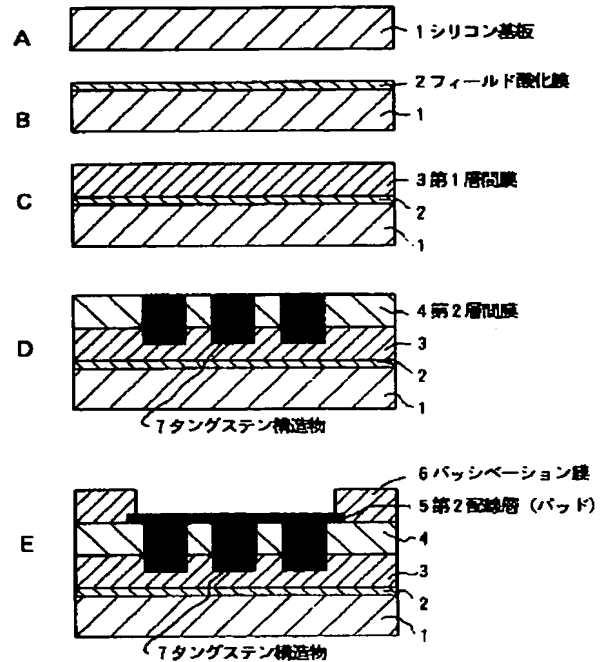 A
1シリコン基板
B
2フィールド酸化膜
1
C
3第1層間膜
2
1
D
4第2層間膜
3
2
1
7タングステン構造物
E
6パッシベーション膜
5第2配線層(パッド)
4
3
2
1
7タングステン構造物